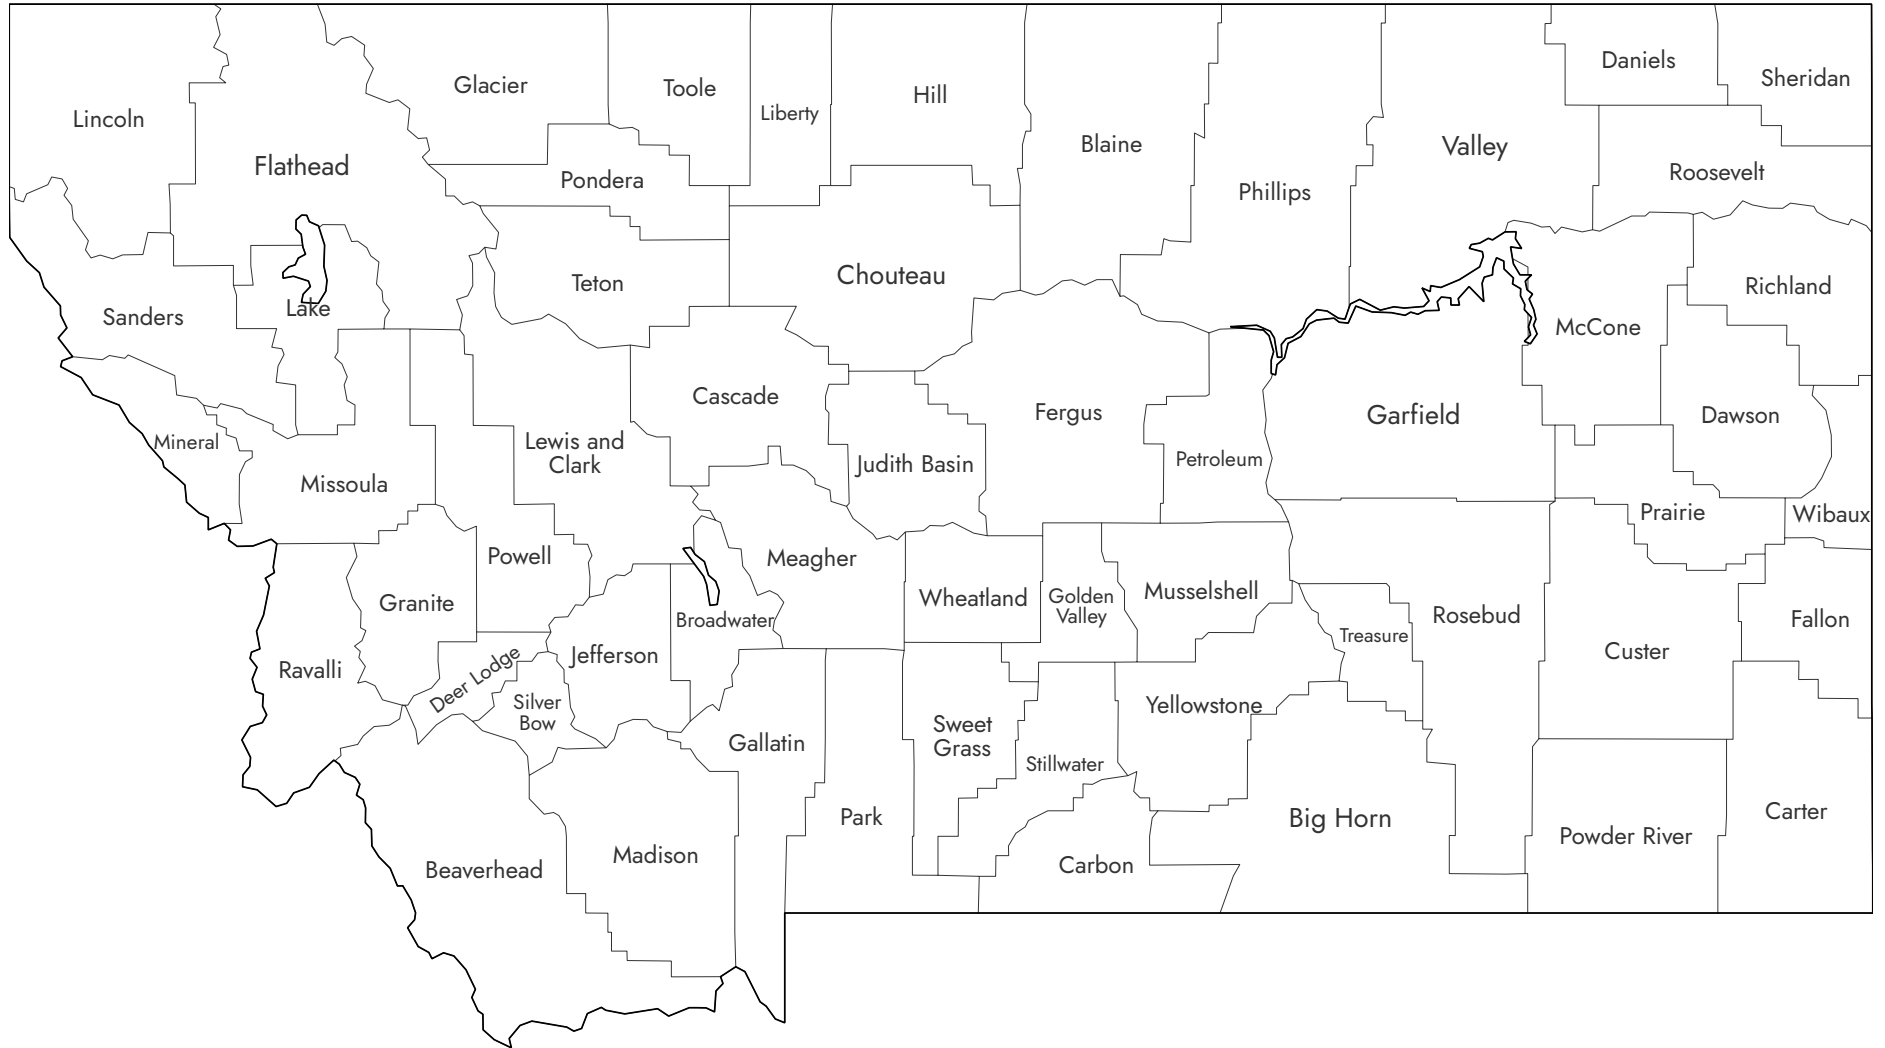 Daniels
Sheridan
Glacier
Toole
Hill
Liberty
Lincoln
Blaine
Valley
Flathead
Pondera
Phillips
Roosevelt
Teton
Chouteau
Richland
Lake
Sanders
McCone
Cascade
Fergus
Garfield
Dawson
Mineral
Lewis and
Clark
Judith Basin
Petroleum
Missoula
Prairie
Wibaux
Powell
Meagher
Granite
Wheatland
Golden
Valley
Musselshell
Broadwater
Rosebud
Fallon
Treasure
Jefferson
Custer
Ravalli
Deer Lodge
Silver
Bow
Yellowstone
Sweet
Grass
Gallatin
Stillwater
Park
Big Horn
Carter
Powder River
Madison
Beaverhead
Carbon